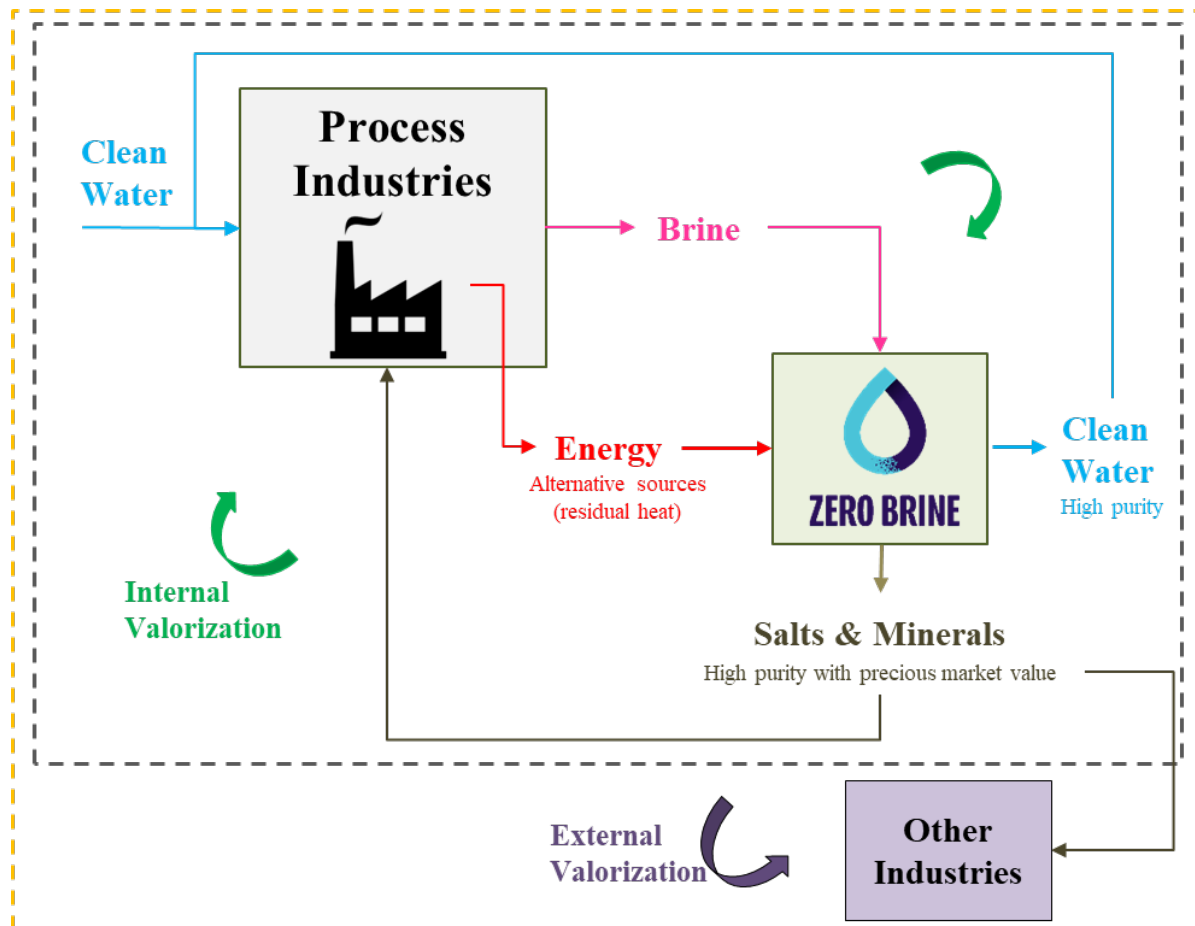 Process
Industries
Clean
Water
Brine
Energy
Alternative sources
(residual heat)
ZERO BRINE
Clean
Water
High purity
Internal
Valorization
Salts & Minerals
High purity with precious market value
External
Valorization
Other
Industries